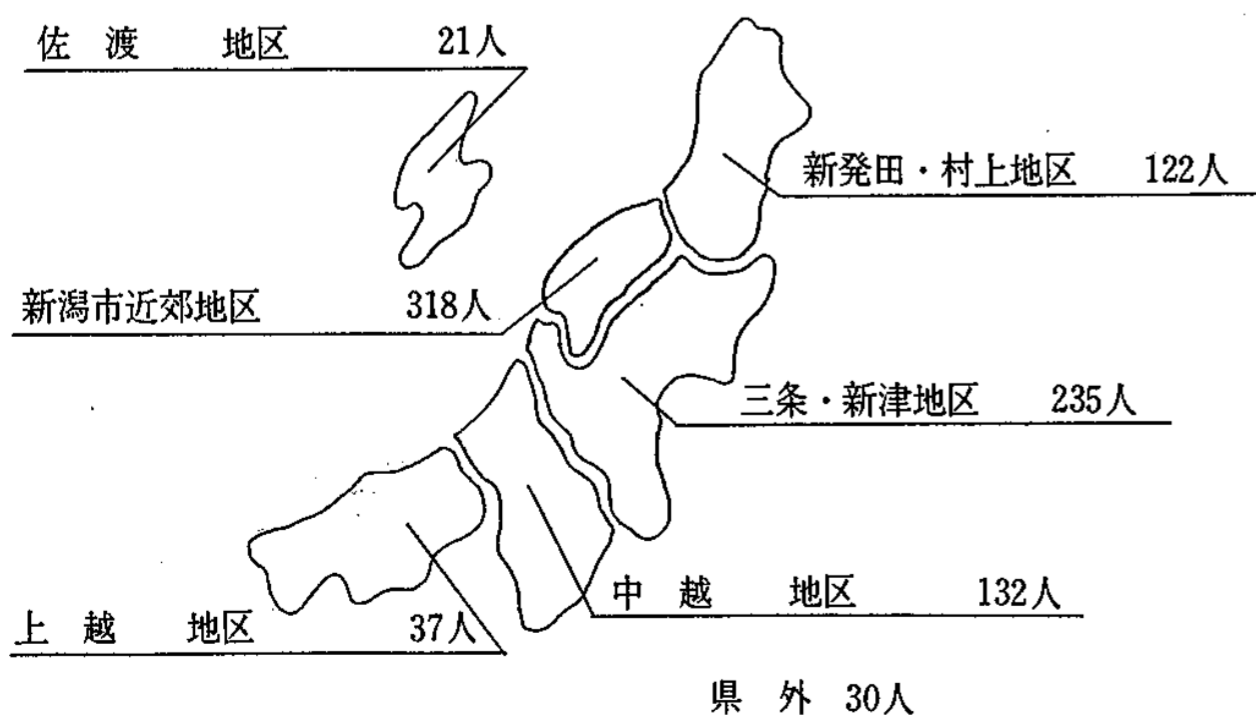 佐渡地区 21人
新発田・村上地区 122人
新潟市近郊地区 318人
三条・新津地区 235人
中越地区 132人
上越地区 37人
県外 30人